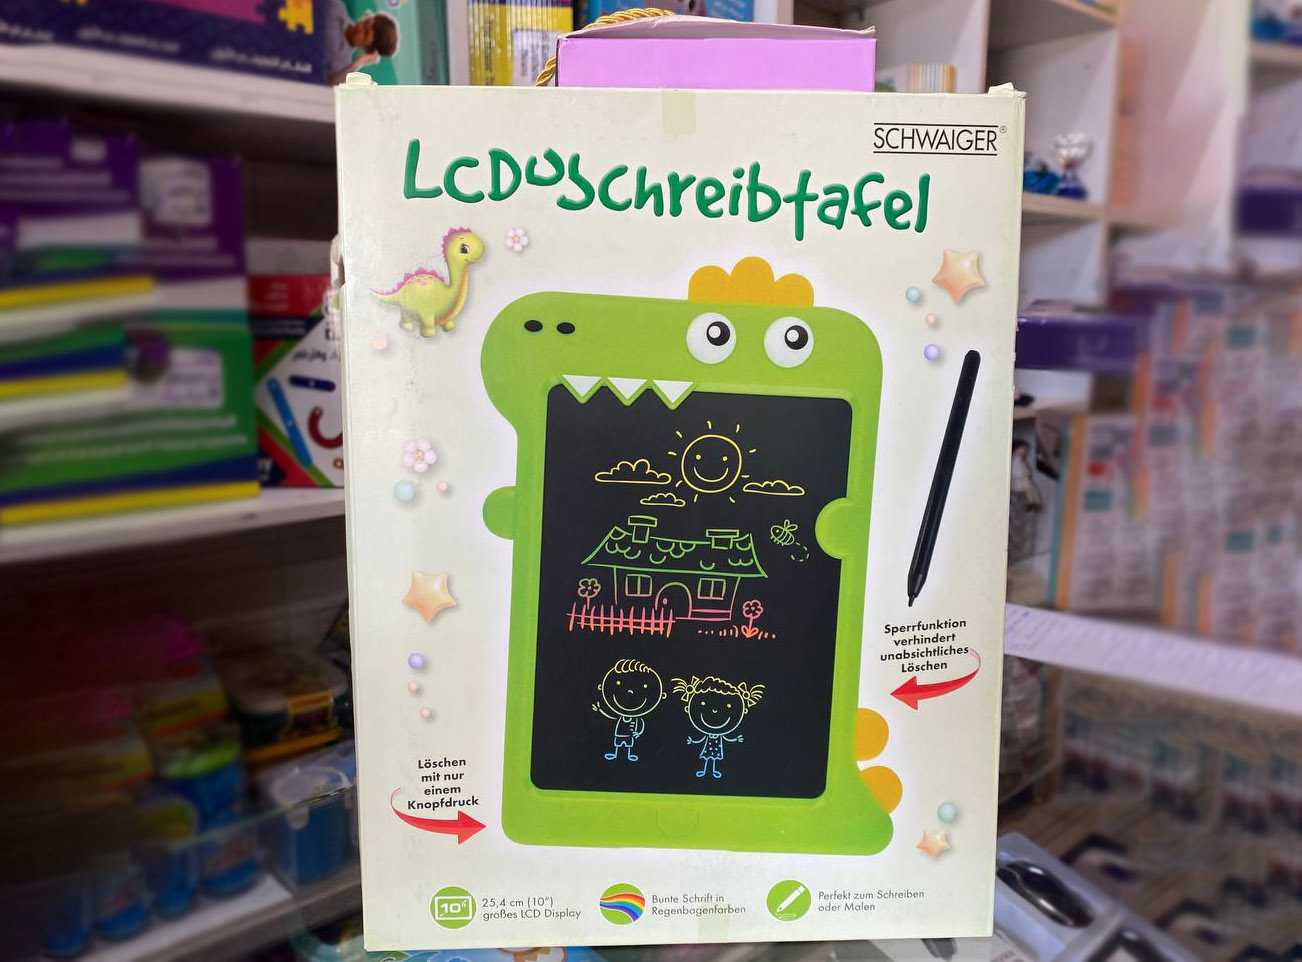 SCHWAIGER®
LCD Schreibtafel
Sperrfunktion
verhindert
unabsichtliches
Löschen
Löschen
mit nur
einem
Knopfdruck
10"
25,4 cm (10")
großes LCD Display
Bunte Schrift in
Regenbogenfarben
Perfekt zum Schreiben
oder Malen